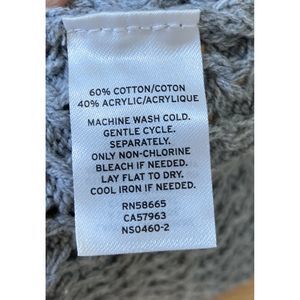 60% COTTON/COTON
40% ACRYLIC/ACRYLIQUE
MACHINE WASH COLD.
GENTLE CYCLE.
SEPARATELY.
ONLY NON-CHLORINE
BLEACH IF NEEDED.
LAY FLAT TO DRY.
COOL IRON IF NEEDED.
RN58665
CA57963
NS0460-2